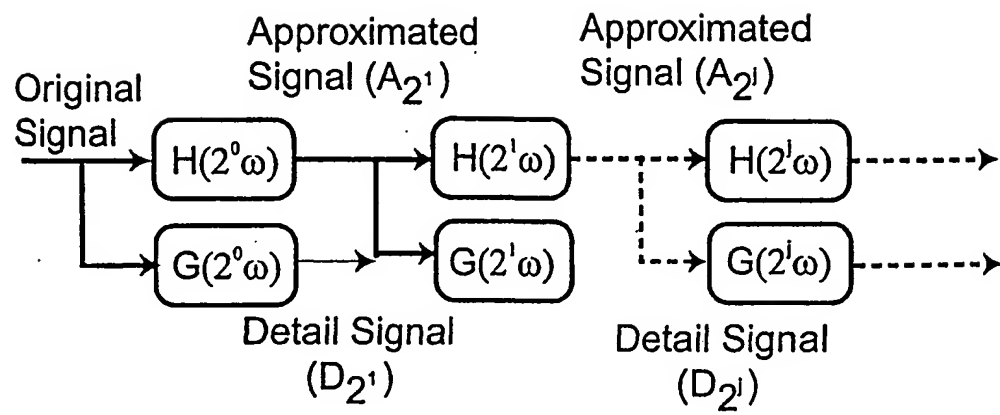 Approximated
Signal (A₂¹)
Approximated
Signal (A₂ʲ)
Original
Signal
H(2⁰ω)
H(2¹ω)
H(2ʲω)
G(2⁰ω)
G(2¹ω)
G(2ʲω)
Detail Signal
(D₂¹)
Detail Signal
(D₂ʲ)